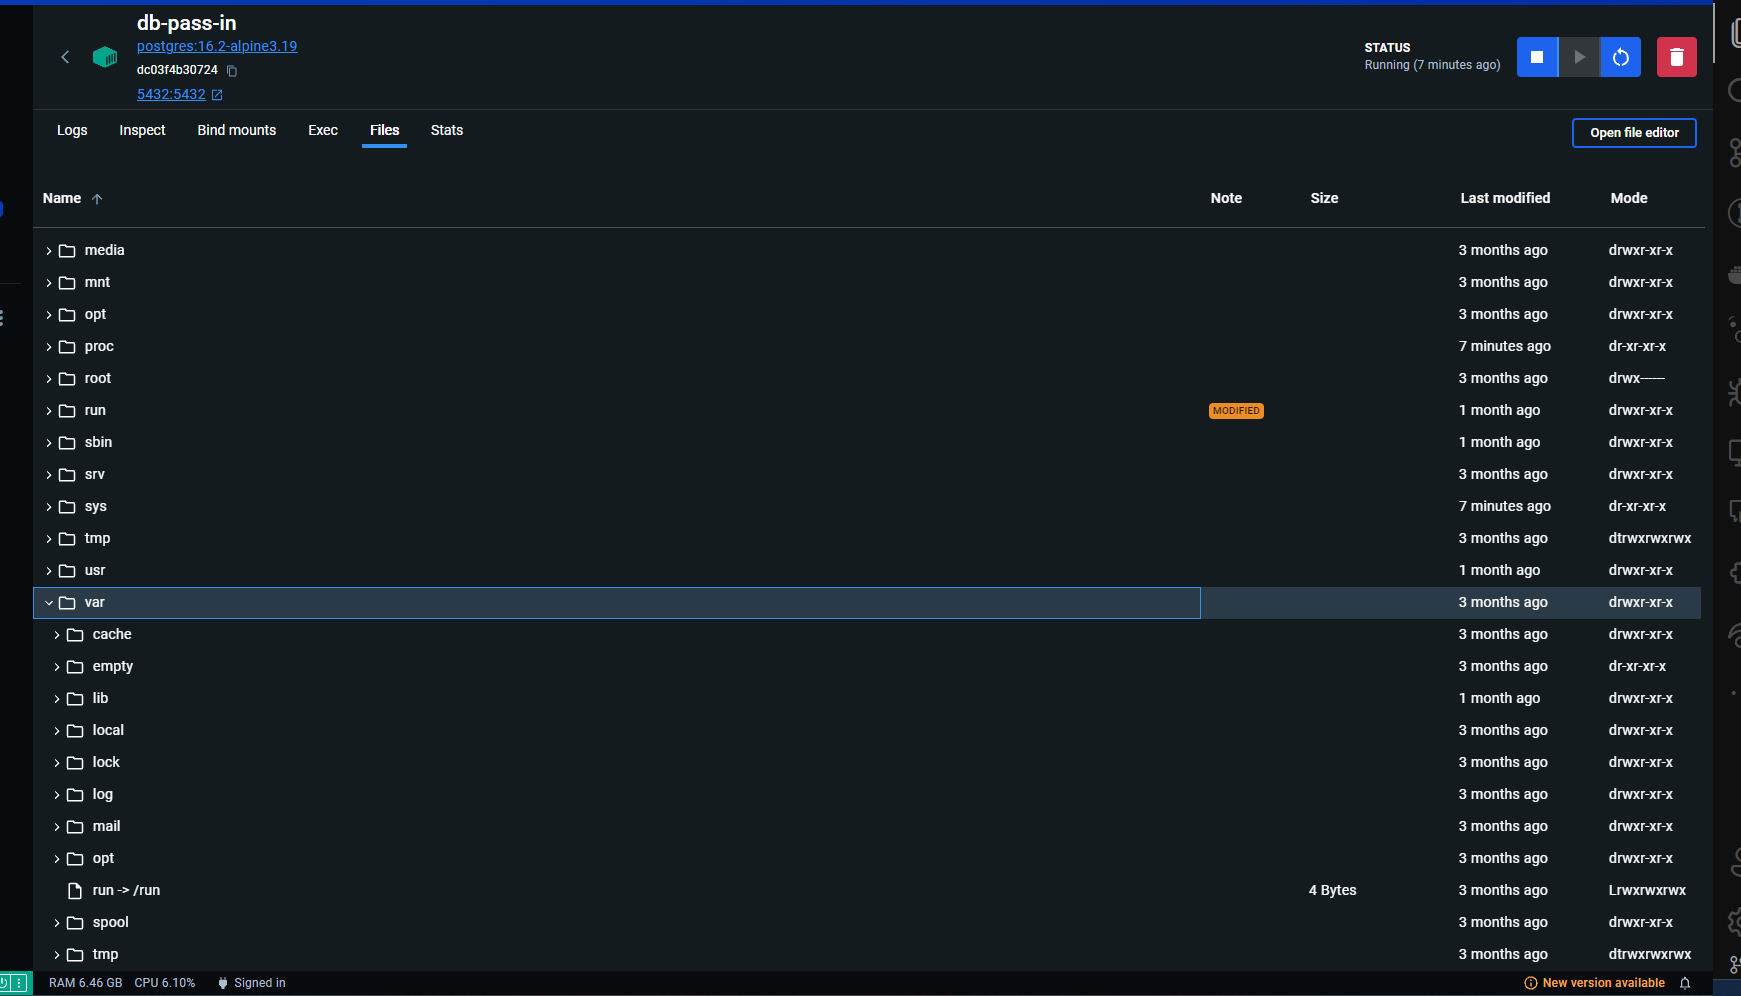 db-pass-in
postgres:16.2-alpine3.19
dc03f4b30724
5432:5432
STATUS
Running (7 minutes ago)
Logs Inspect Bind mounts Exec Files Stats
Open file editor
Name Note Size Last modified Mode
media 3 months ago drwxr-xr-x
mnt 3 months ago drwxr-xr-x
opt 3 months ago drwxr-xr-x
proc 7 minutes ago dr-xr-xr-x
root 3 months ago drwx------
run MODIFIED 1 month ago drwxr-xr-x
sbin 1 month ago drwxr-xr-x
srv 3 months ago drwxr-xr-x
sys 7 minutes ago dr-xr-xr-x
tmp 3 months ago dtrwxrwxrwx
usr 1 month ago drwxr-xr-x
var 3 months ago drwxr-xr-x
cache 3 months ago drwxr-xr-x
empty 3 months ago dr-xr-xr-x
lib 1 month ago drwxr-xr-x
local 3 months ago drwxr-xr-x
lock 3 months ago drwxr-xr-x
log 3 months ago drwxr-xr-x
mail 3 months ago drwxr-xr-x
opt 3 months ago drwxr-xr-x
run -> /run 4 Bytes 3 months ago Lrwxrwxrwx
spool 3 months ago drwxr-xr-x
tmp 3 months ago dtrwxrwxrwx
RAM 6.46 GB CPU 6.10% Signed in New version available